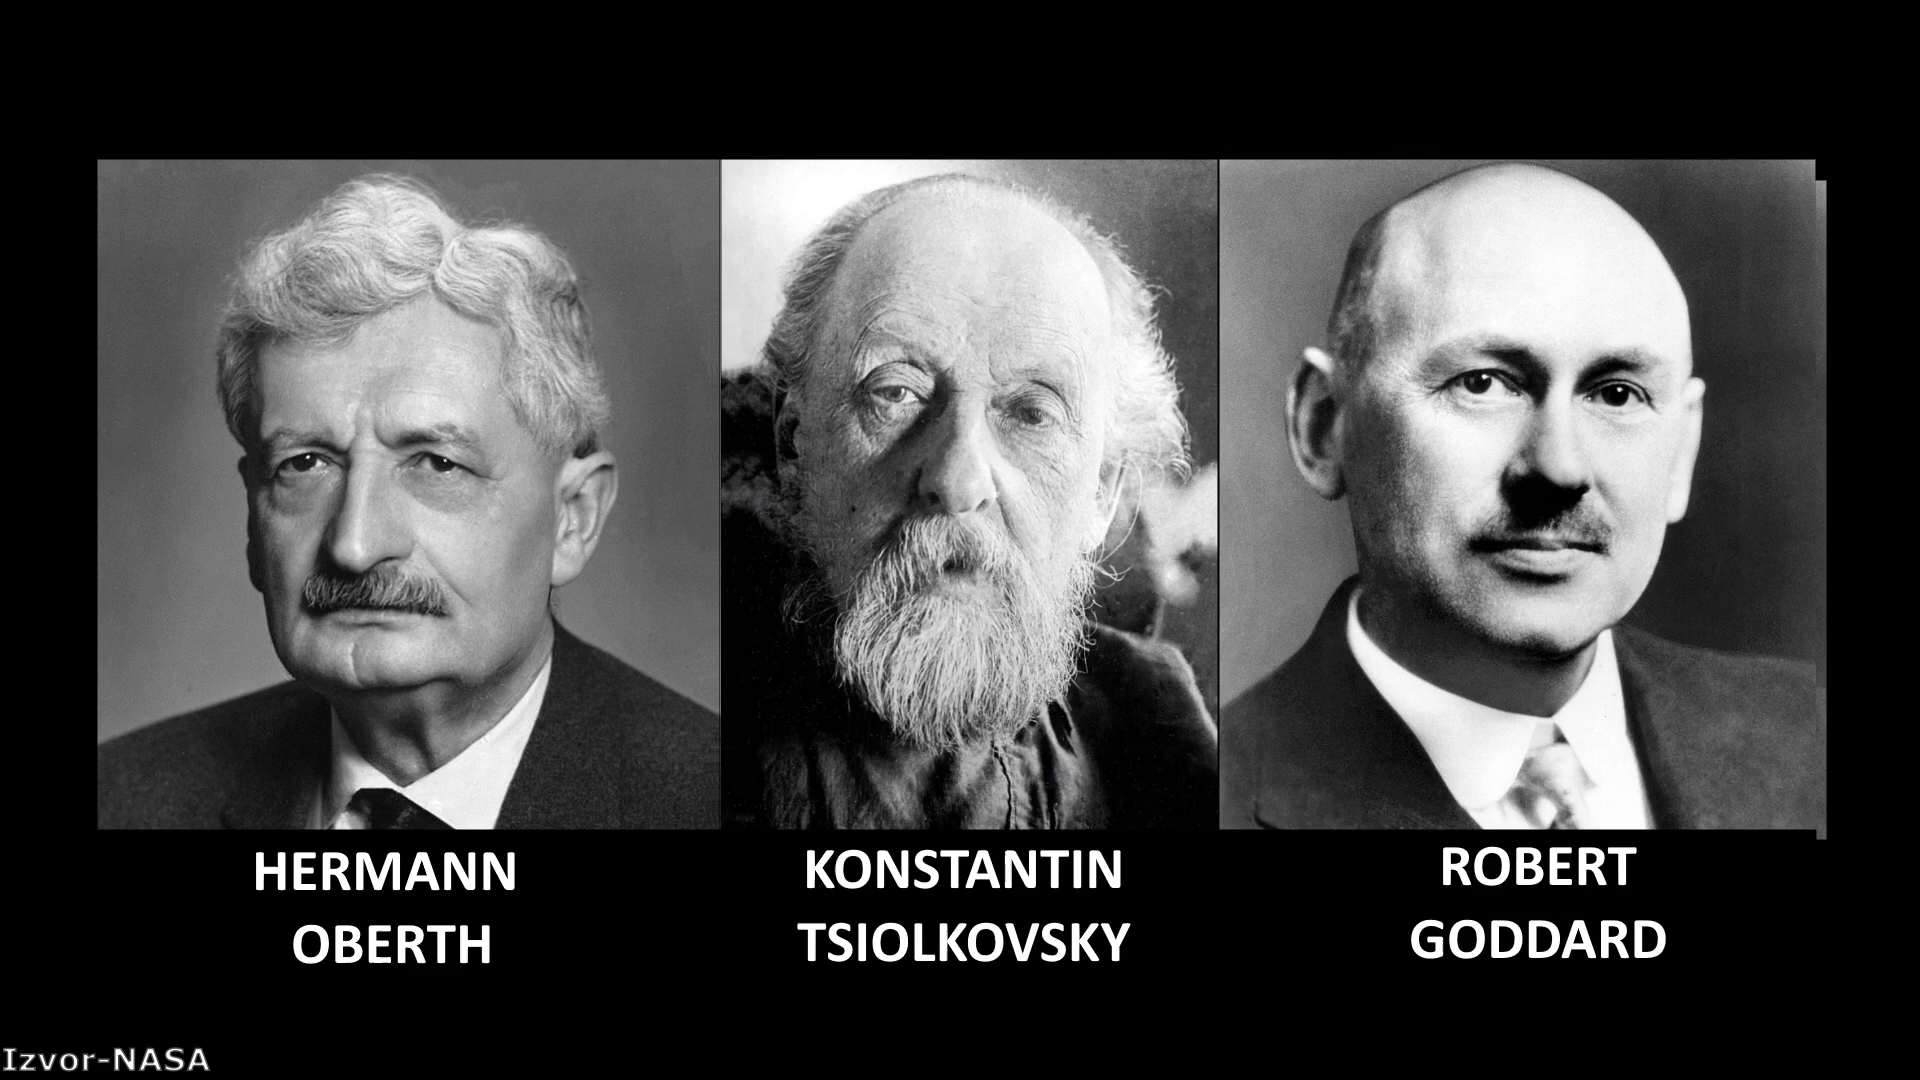 HERMANN
OBERTH
KONSTANTIN
TSIOLKOVSKY
ROBERT
GODDARD
Izvor-NASA